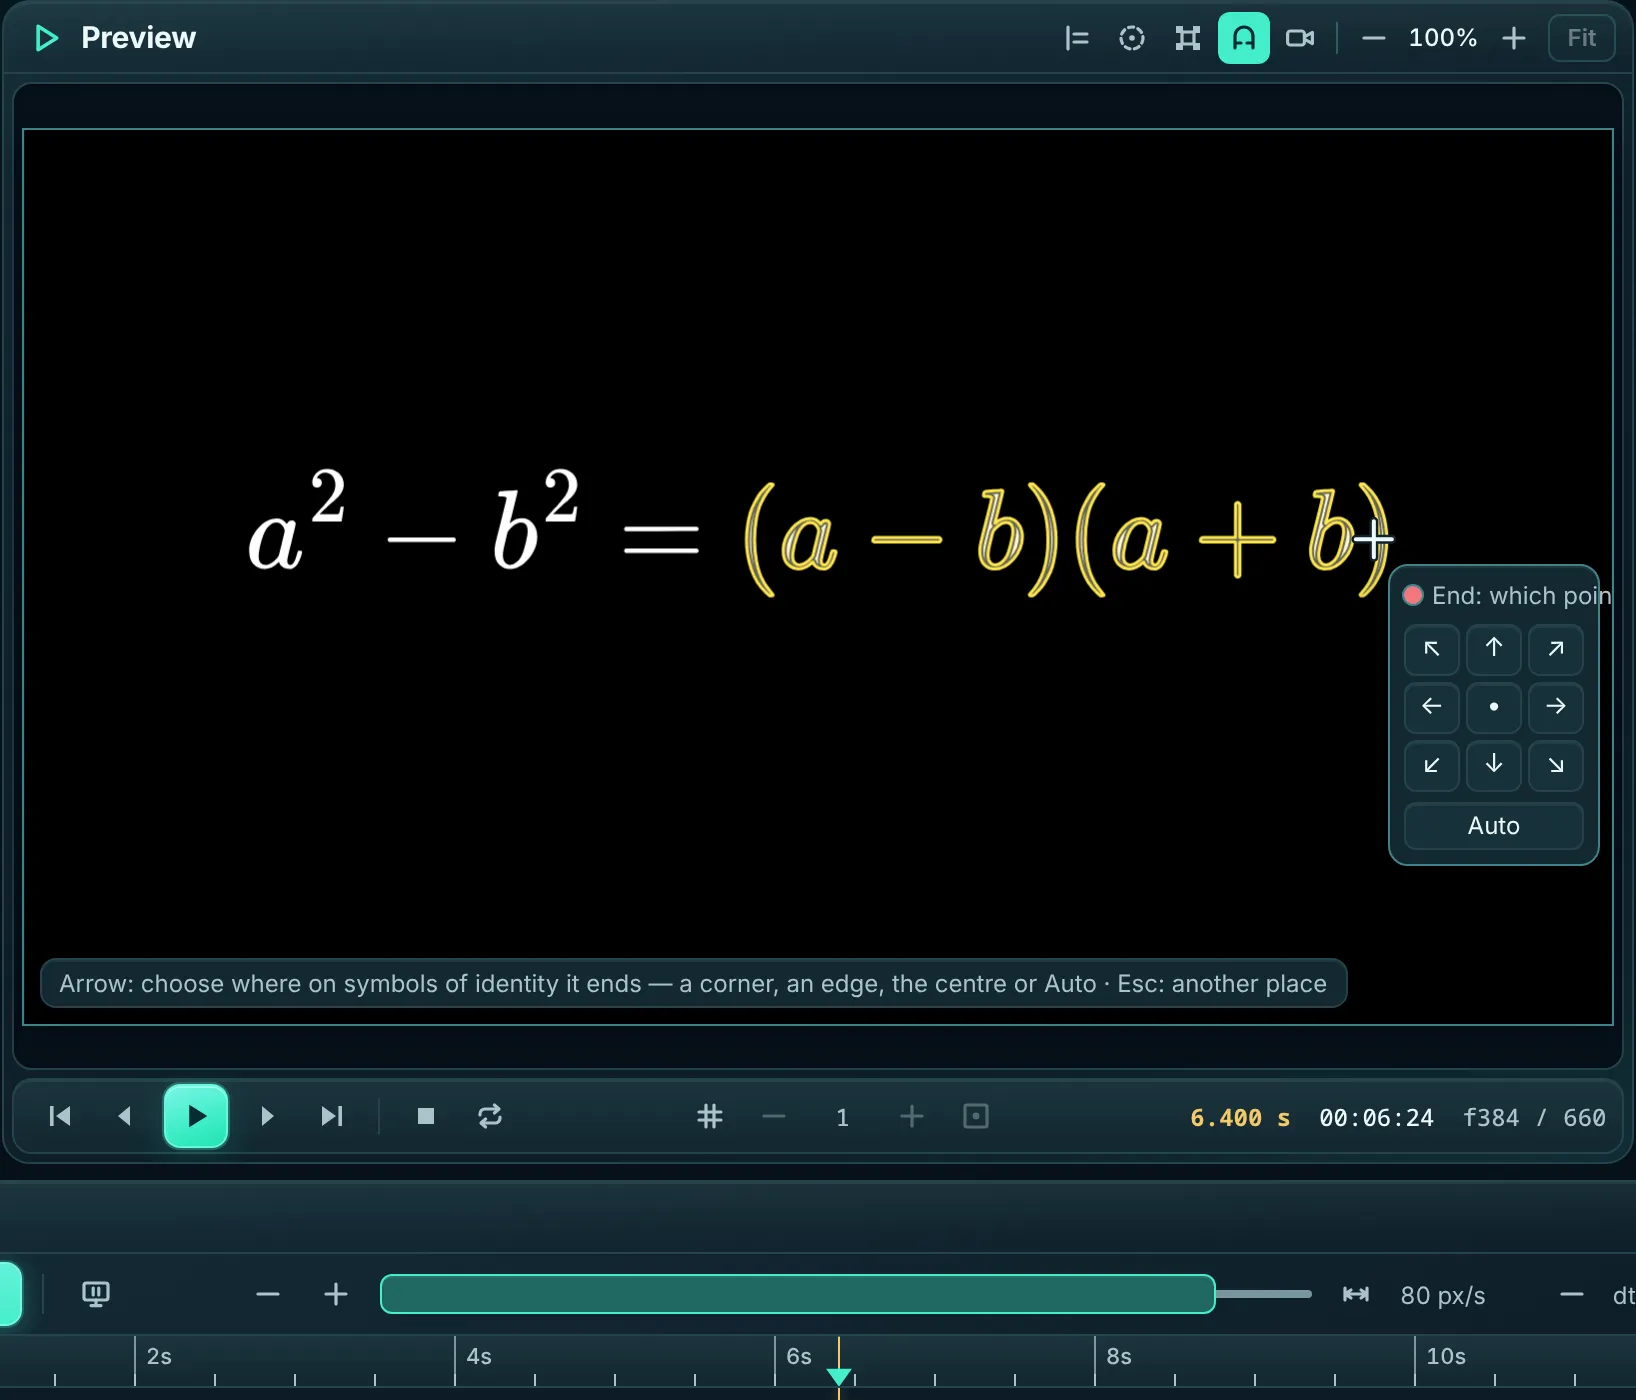 Preview
100%
Fit
a² − b² = (a − b)(a + b)
End: which poin
Auto
Arrow: choose where on symbols of identity it ends — a corner, an edge, the centre or Auto · Esc: another place
1
6.400 s 00:06:24 f384 / 660
80 px/s
dt
2s 4s 6s 8s 10s